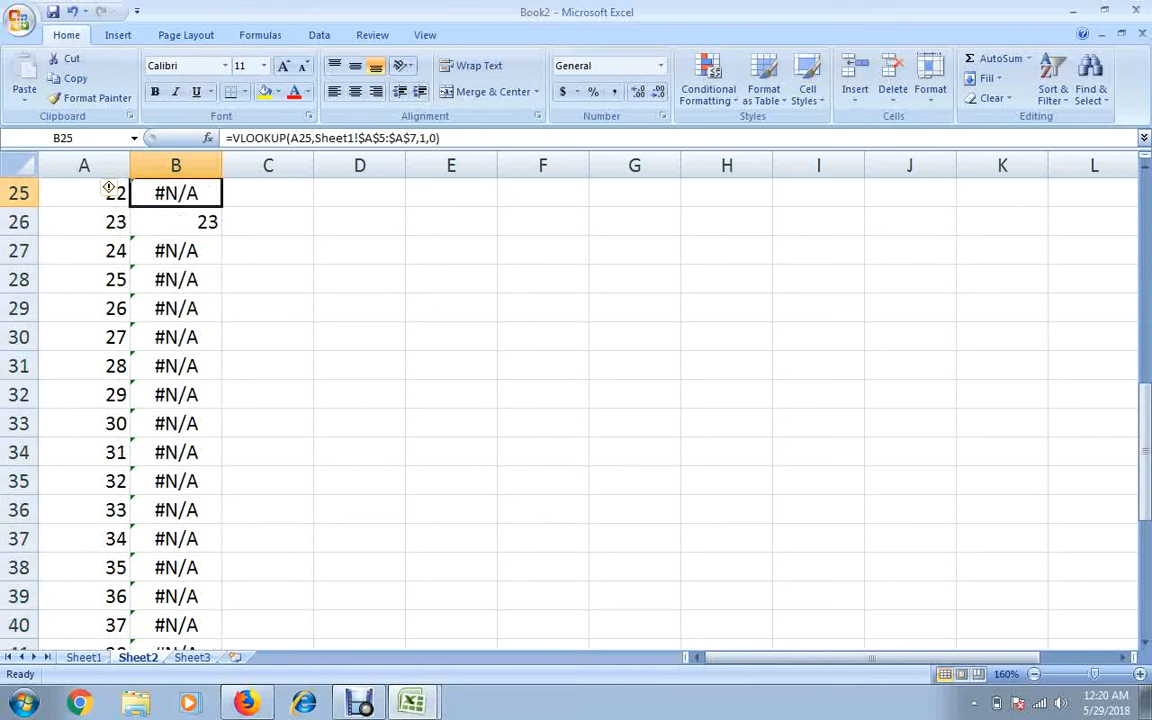 Book2 - Microsoft Excel
Home Insert Page Layout Formulas Data Review View
Paste
Cut
Copy
Format Painter
Clipboard
Calibri 11
B I U
Font
Wrap Text
Merge & Center
Alignment
General
$ % ,
Number
Conditional Formatting
Format as Table
Cell Styles
Styles
Insert Delete Format
Cells
Σ AutoSum
Fill
Clear
Sort & Filter
Find & Select
Editing
B25 fx =VLOOKUP(A25,Sheet1!$A$5:$A$7,1,0)
A B C D E F G H I J K L
25 22 #N/A
26 23 23
27 24 #N/A
28 25 #N/A
29 26 #N/A
30 27 #N/A
31 28 #N/A
32 29 #N/A
33 30 #N/A
34 31 #N/A
35 32 #N/A
36 33 #N/A
37 34 #N/A
38 35 #N/A
39 36 #N/A
40 37 #N/A
Sheet1 Sheet2 Sheet3
Ready 160%
12:20 AM
5/29/2018